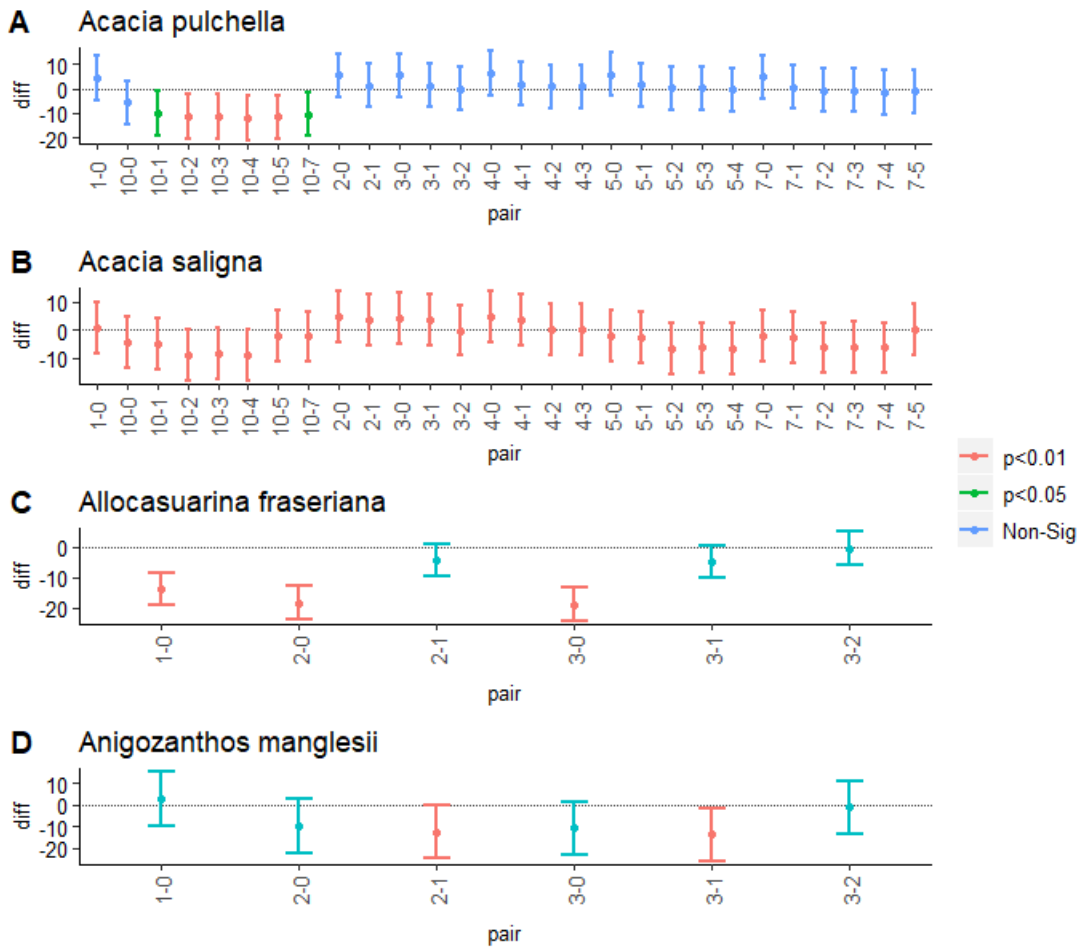 A Acacia pulchella
diff
10
0
-10
-20
1-0 10-0 10-1 10-2 10-3 10-4 10-5 10-7 2-0 2-1 3-0 3-1 3-2 4-0 4-1 4-2 4-3 5-0 5-1 5-2 5-3 5-4 7-0 7-1 7-2 7-3 7-4 7-5
pair
B Acacia saligna
diff
10
0
-10
1-0 10-0 10-1 10-2 10-3 10-4 10-5 10-7 2-0 2-1 3-0 3-1 3-2 4-0 4-1 4-2 4-3 5-0 5-1 5-2 5-3 5-4 7-0 7-1 7-2 7-3 7-4 7-5
pair
p<0.01
p<0.05
Non-Sig
C Allocasuarina fraseriana
diff
0
-10
-20
1-0 2-0 2-1 3-0 3-1 3-2
pair
D Anigozanthos manglesii
diff
10
0
-10
-20
1-0 2-0 2-1 3-0 3-1 3-2
pair